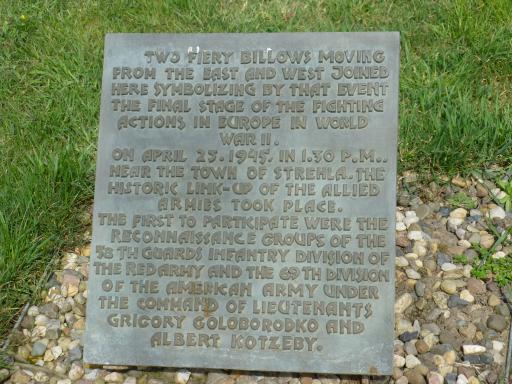 TWO FIERY BILLOWS MOVING
FROM THE EAST AND WEST JOINED
HERE SYMBOLIZING BY THAT EVENT
THE FINAL STAGE OF THE FIGHTING
ACTIONS IN EUROPE IN WORLD
WAR II.
ON APRIL 25. 1945. IN 1.30 P.M..
NEAR THE TOWN OF STREHLA. THE
HISTORIC LINK-UP OF THE ALLIED
ARMIES TOOK PLACE.
THE FIRST TO PARTICIPATE WERE THE
RECONNAISSANCE GROUPS OF THE
58 TH GUARDS INFANTRY DIVISION OF
THE RED ARMY AND THE 69 TH DIVISION
OF THE AMERICAN ARMY UNDER
THE COMMAND OF LIEUTENANTS
GRIGORY GOLOBORODKO AND
ALBERT KOTZEBY.